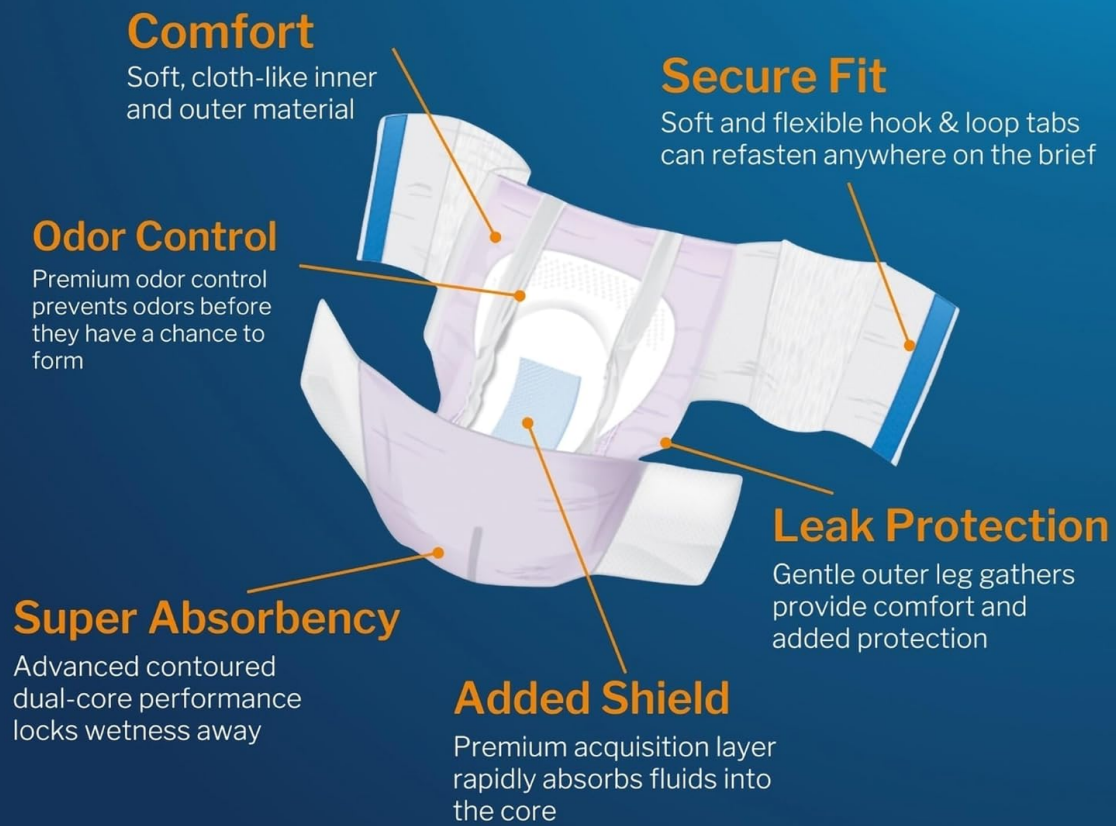 Comfort
Soft, cloth-like inner
and outer material
Secure Fit
Soft and flexible hook & loop tabs
can refasten anywhere on the brief
Odor Control
Premium odor control
prevents odors before
they have a chance to
form
Leak Protection
Gentle outer leg gathers
provide comfort and
added protection
Super Absorbency
Advanced contoured
dual-core performance
locks wetness away
Added Shield
Premium acquisition layer
rapidly absorbs fluids into
the core